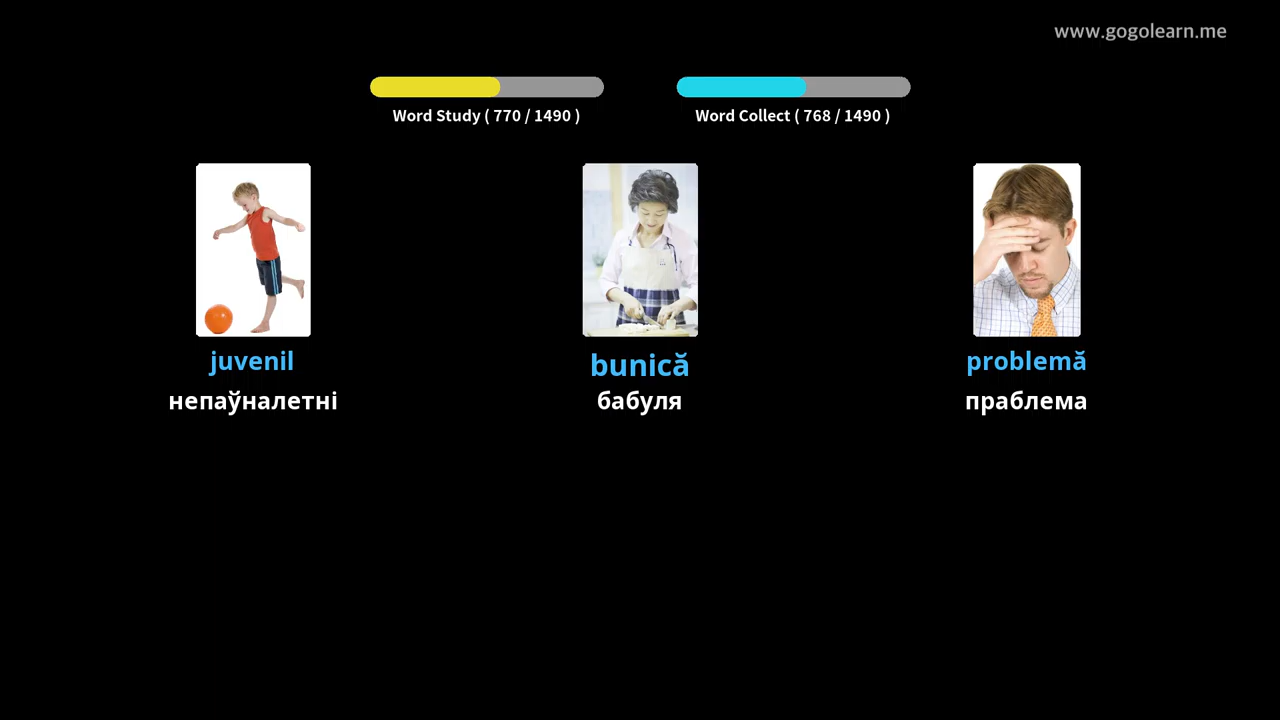 www.gogolearn.me
Word Study ( 770 / 1490 )
Word Collect ( 768 / 1490 )
juvenil
bunică
problemă
непаўналетні
бабуля
праблема